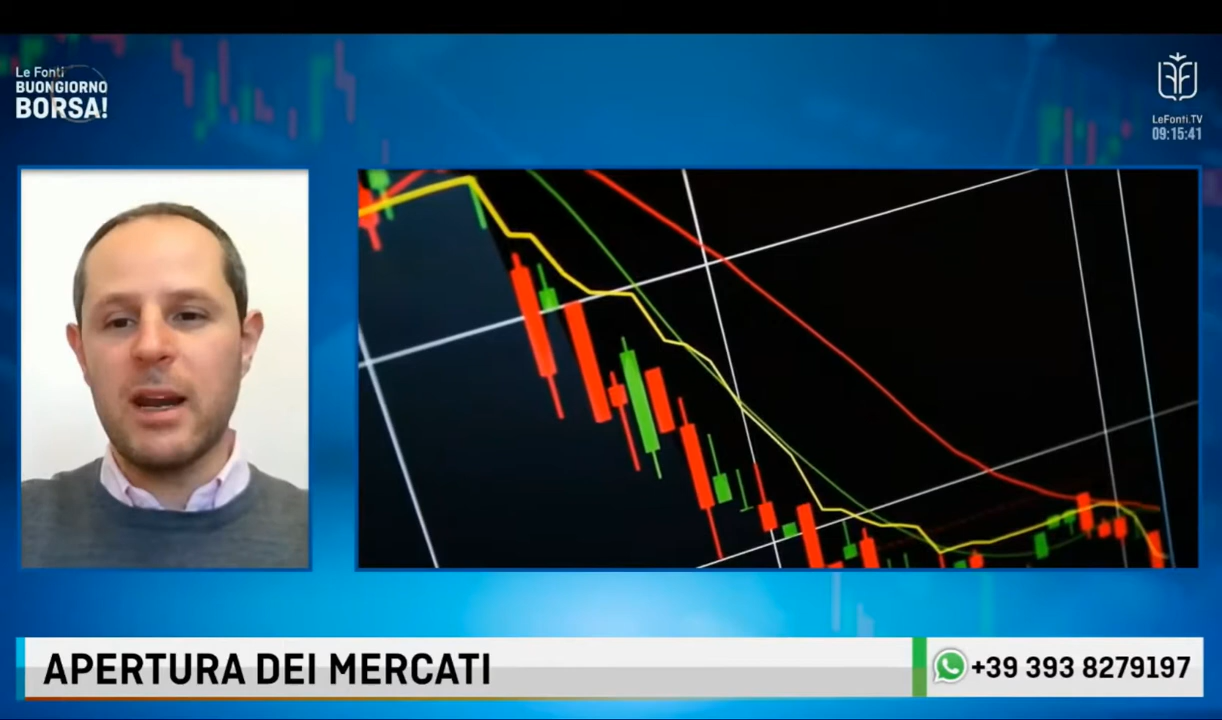 Le Fonti
BUONGIORNO
BORSA!
LeFonti.TV
09:15:41
APERTURA DEI MERCATI
+39 393 8279197